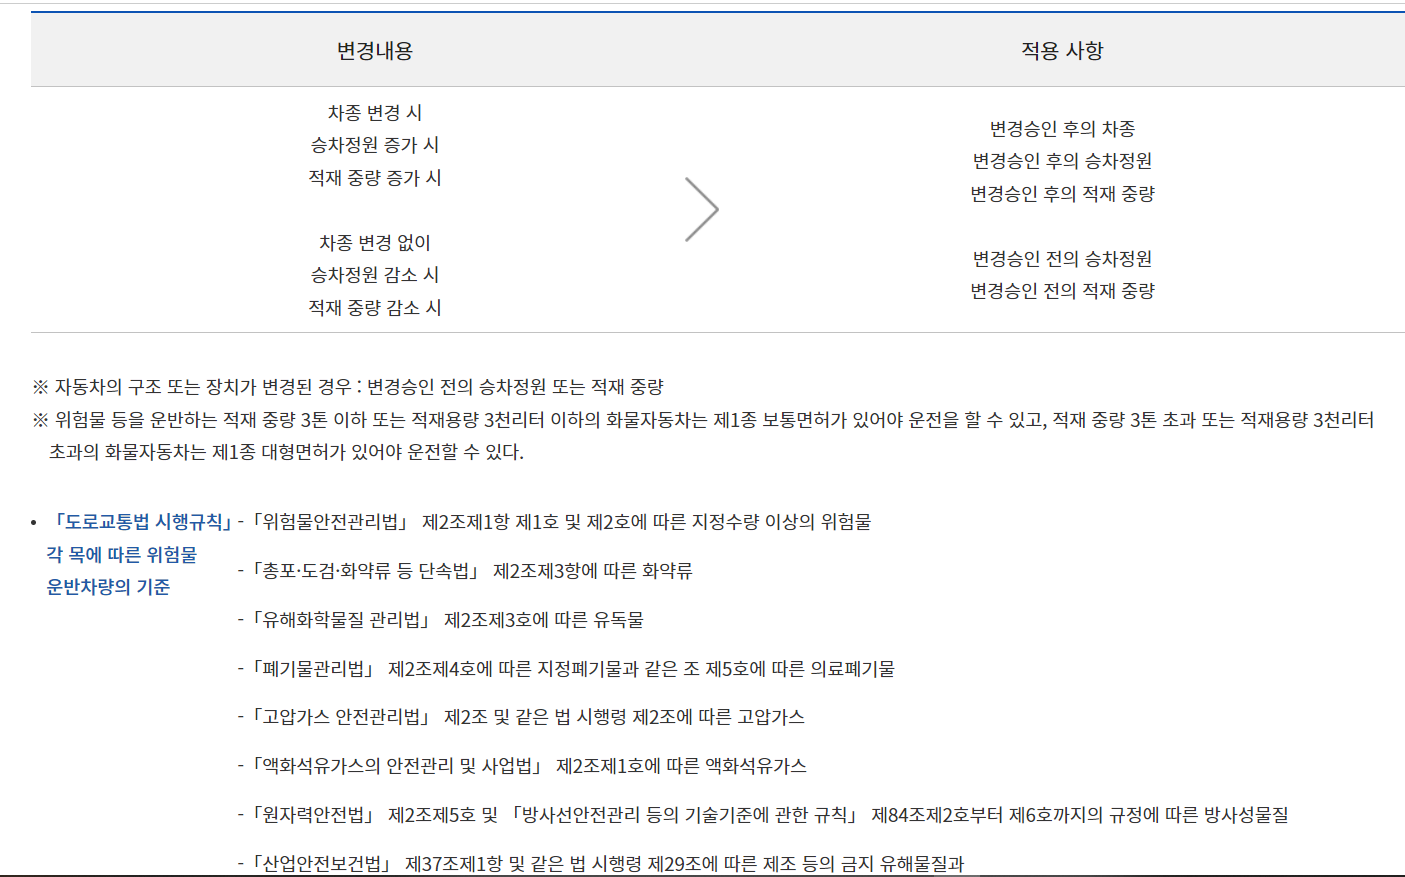 변경내용
적용 사항
차종 변경 시
승차정원 증가 시
적재 중량 증가 시
차종 변경 없이
승차정원 감소 시
적재 중량 감소 시
변경승인 후의 차종
변경승인 후의 승차정원
변경승인 후의 적재 중량
변경승인 전의 승차정원
변경승인 전의 적재 중량
※ 자동차의 구조 또는 장치가 변경된 경우 : 변경승인 전의 승차정원 또는 적재 중량
※ 위험물 등을 운반하는 적재 중량 3톤 이하 또는 적재용량 3천리터 이하의 화물자동차는 제1종 보통면허가 있어야 운전을 할 수 있고, 적재 중량 3톤 초과 또는 적재용량 3천리터
초과의 화물자동차는 제1종 대형면허가 있어야 운전할 수 있다.
• 「도로교통법 시행규칙」
각 목에 따른 위험물
운반차량의 기준
- 「위험물안전관리법」 제2조제1항 제1호 및 제2호에 따른 지정수량 이상의 위험물
- 「총포·도검·화약류 등 단속법」 제2조제3항에 따른 화약류
- 「유해화학물질 관리법」 제2조제3호에 따른 유독물
- 「폐기물관리법」 제2조제4호에 따른 지정폐기물과 같은 조 제5호에 따른 의료폐기물
- 「고압가스 안전관리법」 제2조 및 같은 법 시행령 제2조에 따른 고압가스
- 「액화석유가스의 안전관리 및 사업법」 제2조제1호에 따른 액화석유가스
- 「원자력안전법」 제2조제5호 및 「방사선안전관리 등의 기술기준에 관한 규칙」 제84조제2호부터 제6호까지의 규정에 따른 방사성물질
- 「산업안전보건법」 제37조제1항 및 같은 법 시행령 제29조에 따른 제조 등의 금지 유해물질과